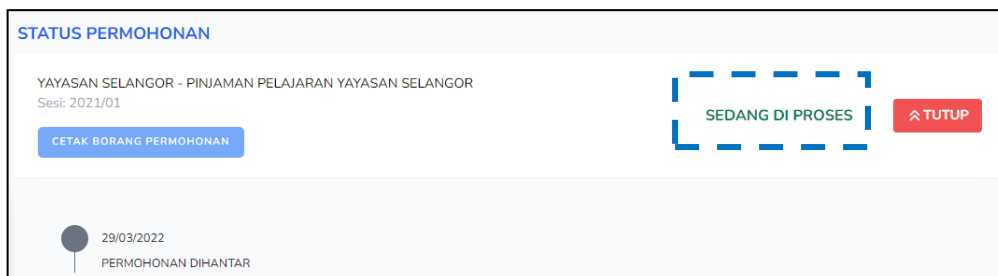 STATUS PERMOHONAN
YAYASAN SELANGOR - PINJAMAN PELAJARAN YAYASAN SELANGOR
Sesi: 2021/01
SEDANG DI PROSES
TUTUP
CETAK BORANG PERMOHONAN
29/03/2022
PERMOHONAN DIHANTAR